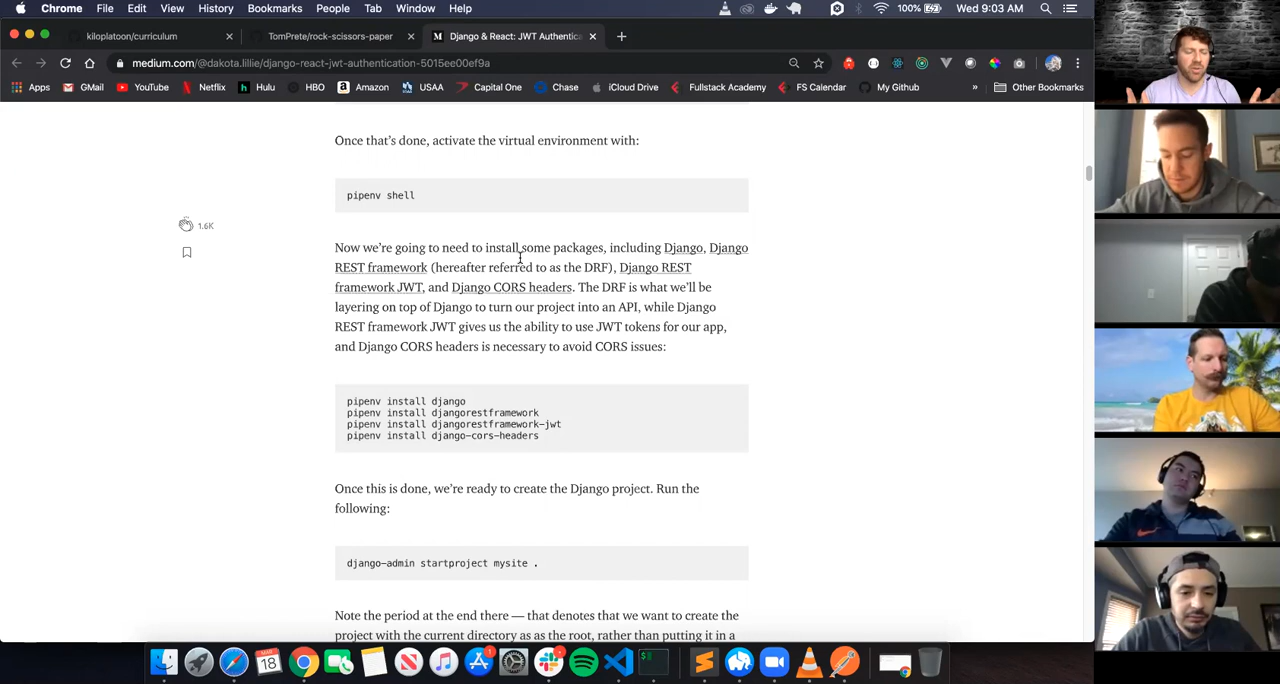 Chrome File Edit View History Bookmarks People Tab Window Help 100% Wed 9:03 AM
kiloplatoon/curriculum TomPrete/rock-scissors-paper Django & React: JWT Authentica
medium.com/@dakota.lillie/django-react-jwt-authentication-5015ee00ef9a
Apps GMail YouTube Netflix Hulu HBO Amazon USAA Capital One Chase iCloud Drive Fullstack Academy FS Calendar My Github » Other Bookmarks
Once that’s done, activate the virtual environment with:
pipenv shell
1.6K
Now we’re going to need to install some packages, including Django, Django
REST framework (hereafter referred to as the DRF), Django REST
framework JWT, and Django CORS headers. The DRF is what we’ll be
layering on top of Django to turn our project into an API, while Django
REST framework JWT gives us the ability to use JWT tokens for our app,
and Django CORS headers is necessary to avoid CORS issues:
pipenv install django
pipenv install djangorestframework
pipenv install djangorestframework-jwt
pipenv install django-cors-headers
Once this is done, we’re ready to create the Django project. Run the
following:
django-admin startproject mysite .
Note the period at the end there — that denotes that we want to create the
project with the current directory as as the root, rather than putting it in a
MAR
18